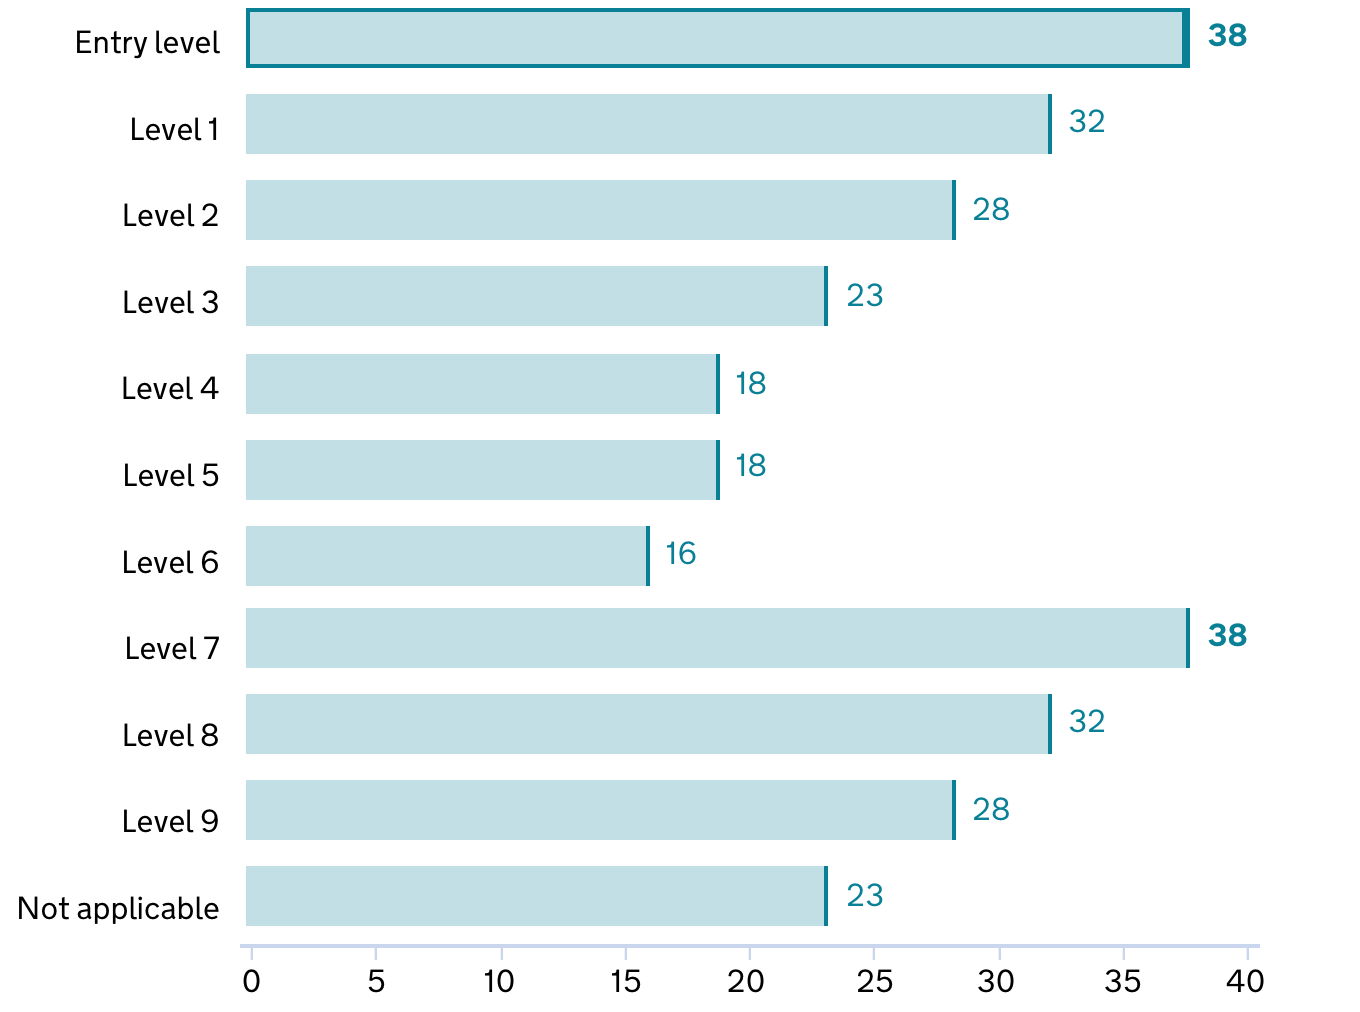 Entry level 38
Level 1 32
Level 2 28
Level 3 23
Level 4 18
Level 5 18
Level 6 16
Level 7 38
Level 8 32
Level 9 28
Not applicable 23
0 5 10 15 20 25 30 35 40